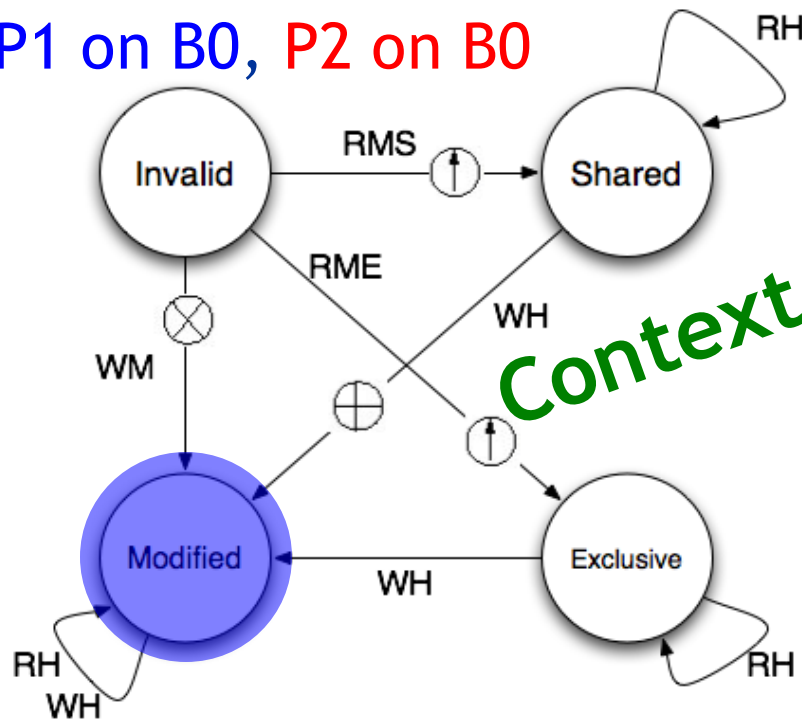 P1 on B0, P2 on B0
RH
RMS
Invalid
Shared
RME
WH
Context
WM
Modified
Exclusive
WH
RH
WH
RH